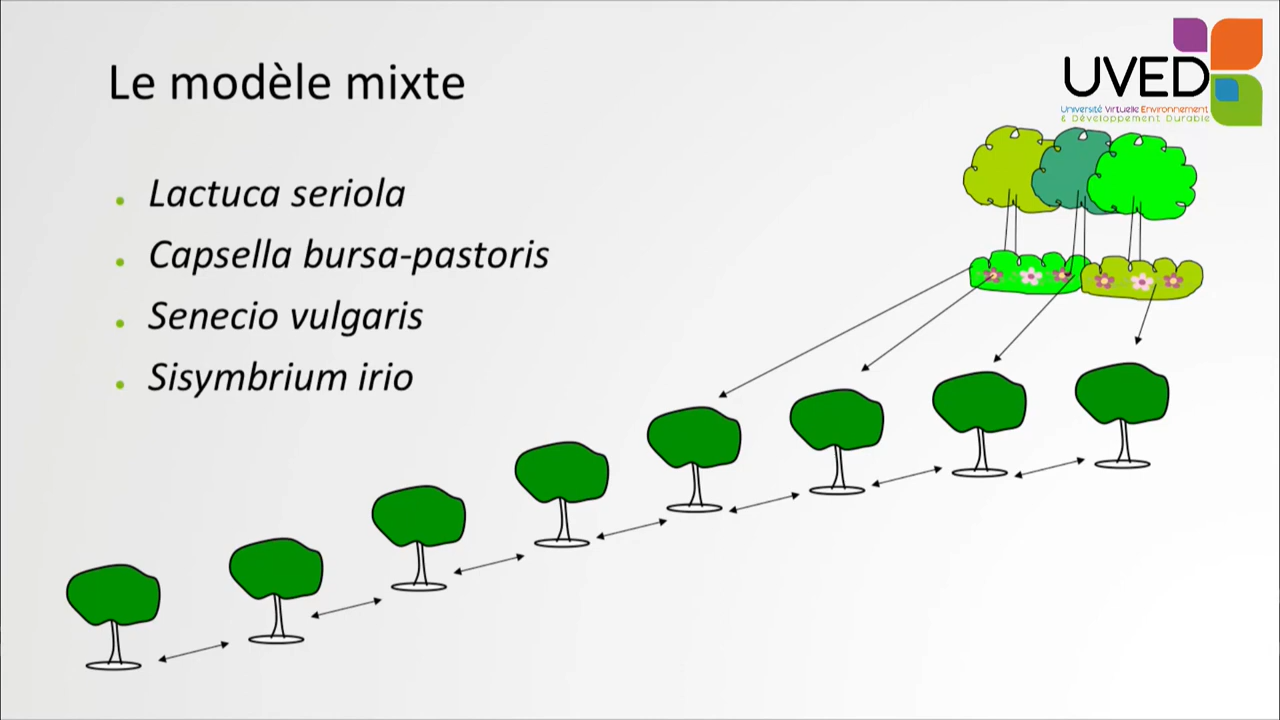 Le modèle mixte
UVED
Université Virtuelle Environnement
& Développement Durable
Lactuca seriola
Capsella bursa-pastoris
Senecio vulgaris
Sisymbrium irio